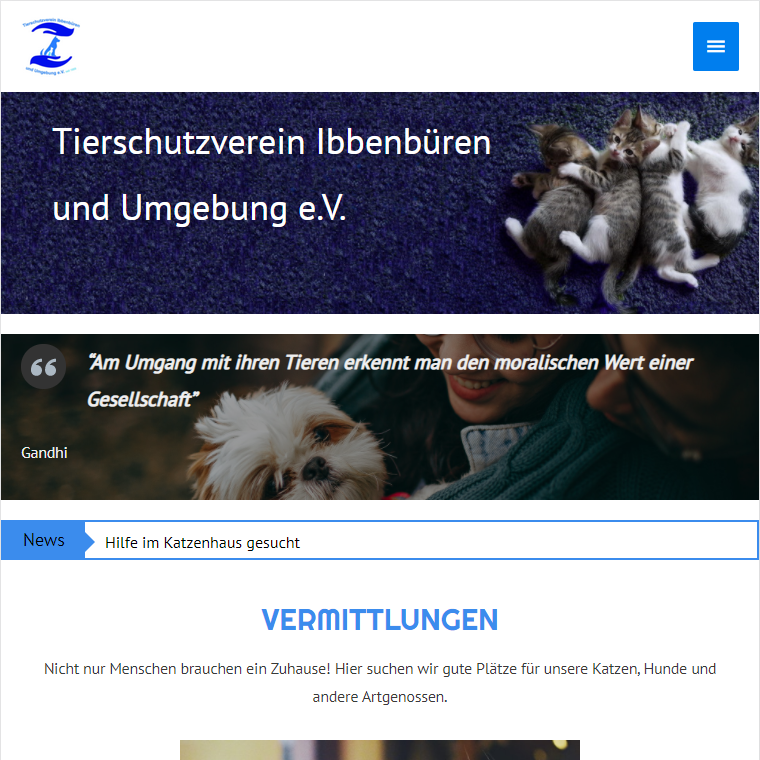 Tierschutzverein Ibbenbüren
und Umgebung e.V.
Tierschutzverein Ibbenbüren
und Umgebung e.V.
“Am Umgang mit ihren Tieren erkennt man den moralischen Wert einer
Gesellschaft”
Gandhi
News
Hilfe im Katzenhaus gesucht
VERMITTLUNGEN
Nicht nur Menschen brauchen ein Zuhause! Hier suchen wir gute Plätze für unsere Katzen, Hunde und
andere Artgenossen.